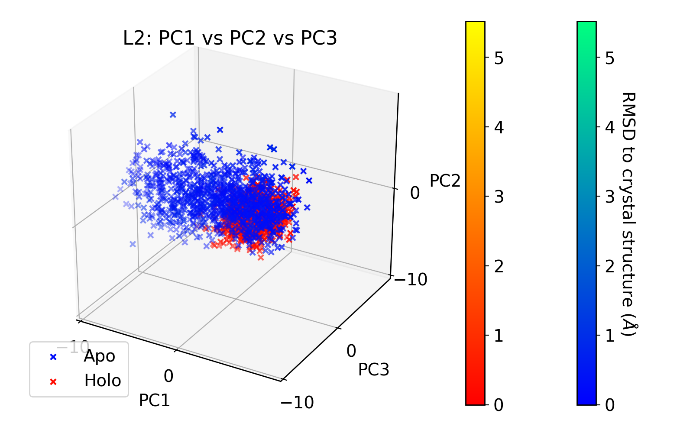 L2: PC1 vs PC2 vs PC3
0
PC2
−10
0
PC3
−10
−10
0
PC1
Apo
Holo
5
4
3
2
1
0
5
4
3
2
1
0
RMSD to crystal structure (Å)